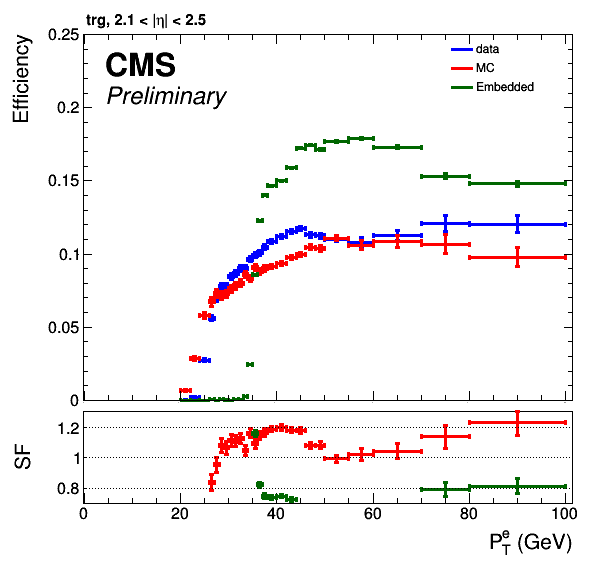 trg, 2.1 < |η| < 2.5
0.25
Efficiency
CMS
Preliminary
data
MC
Embedded
0.2
0.15
0.1
0.05
0
SF
1.2
1
0.8
0 20 40 60 80 100
P_T^e (GeV)